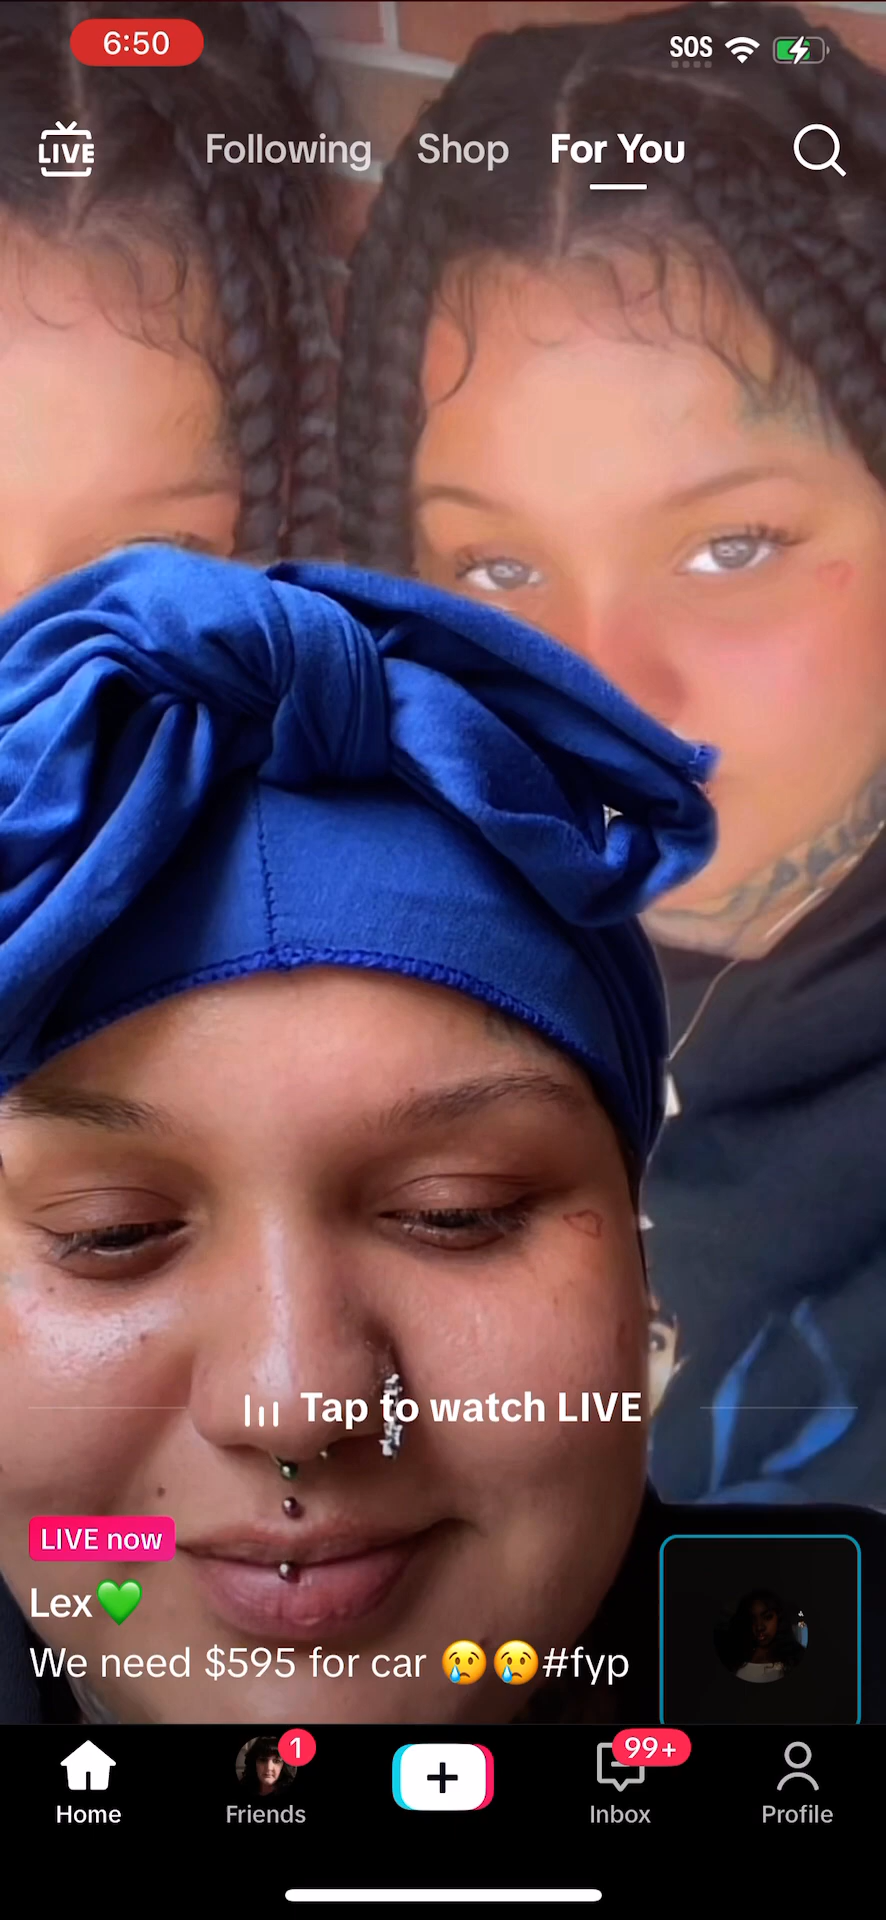 6:50
SOS
LIVE
Following
Shop
For You
Tap to watch LIVE
LIVE now
Lex💚
We need $595 for car 😢😢#fyp
1
99+
Home
Friends
Inbox
Profile